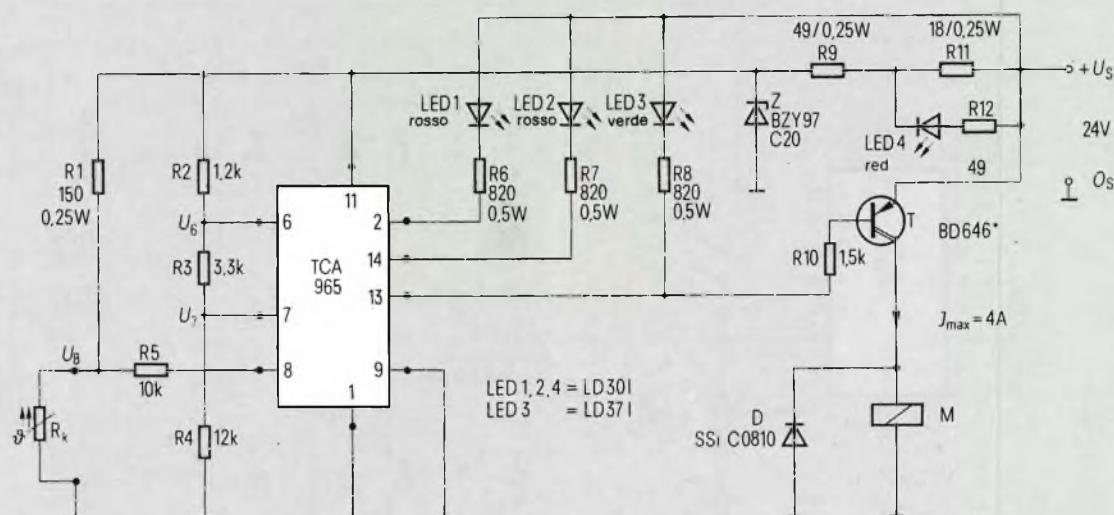 49/0,25W
18/0,25W
R9
R11
+U_S
LED1
rosso
LED2
rosso
LED3
verde
Z
BZY97
C20
R12
LED4
red
49
24V
0_S
R1
150
0,25W
R2
1,2k
R6
820
0,5W
R7
820
0,5W
R8
820
0,5W
11
U_6
6
2
T
BD646*
R3
3,3k
TCA
965
14
R10
1,5k
13
U_7
7
J_max = 4A
U_8
R5
10k
8
9
1
LED 1,2,4 = LD30I
LED 3 = LD37I
D
SSi C0810
M
ϑ
R_k
R4
12k